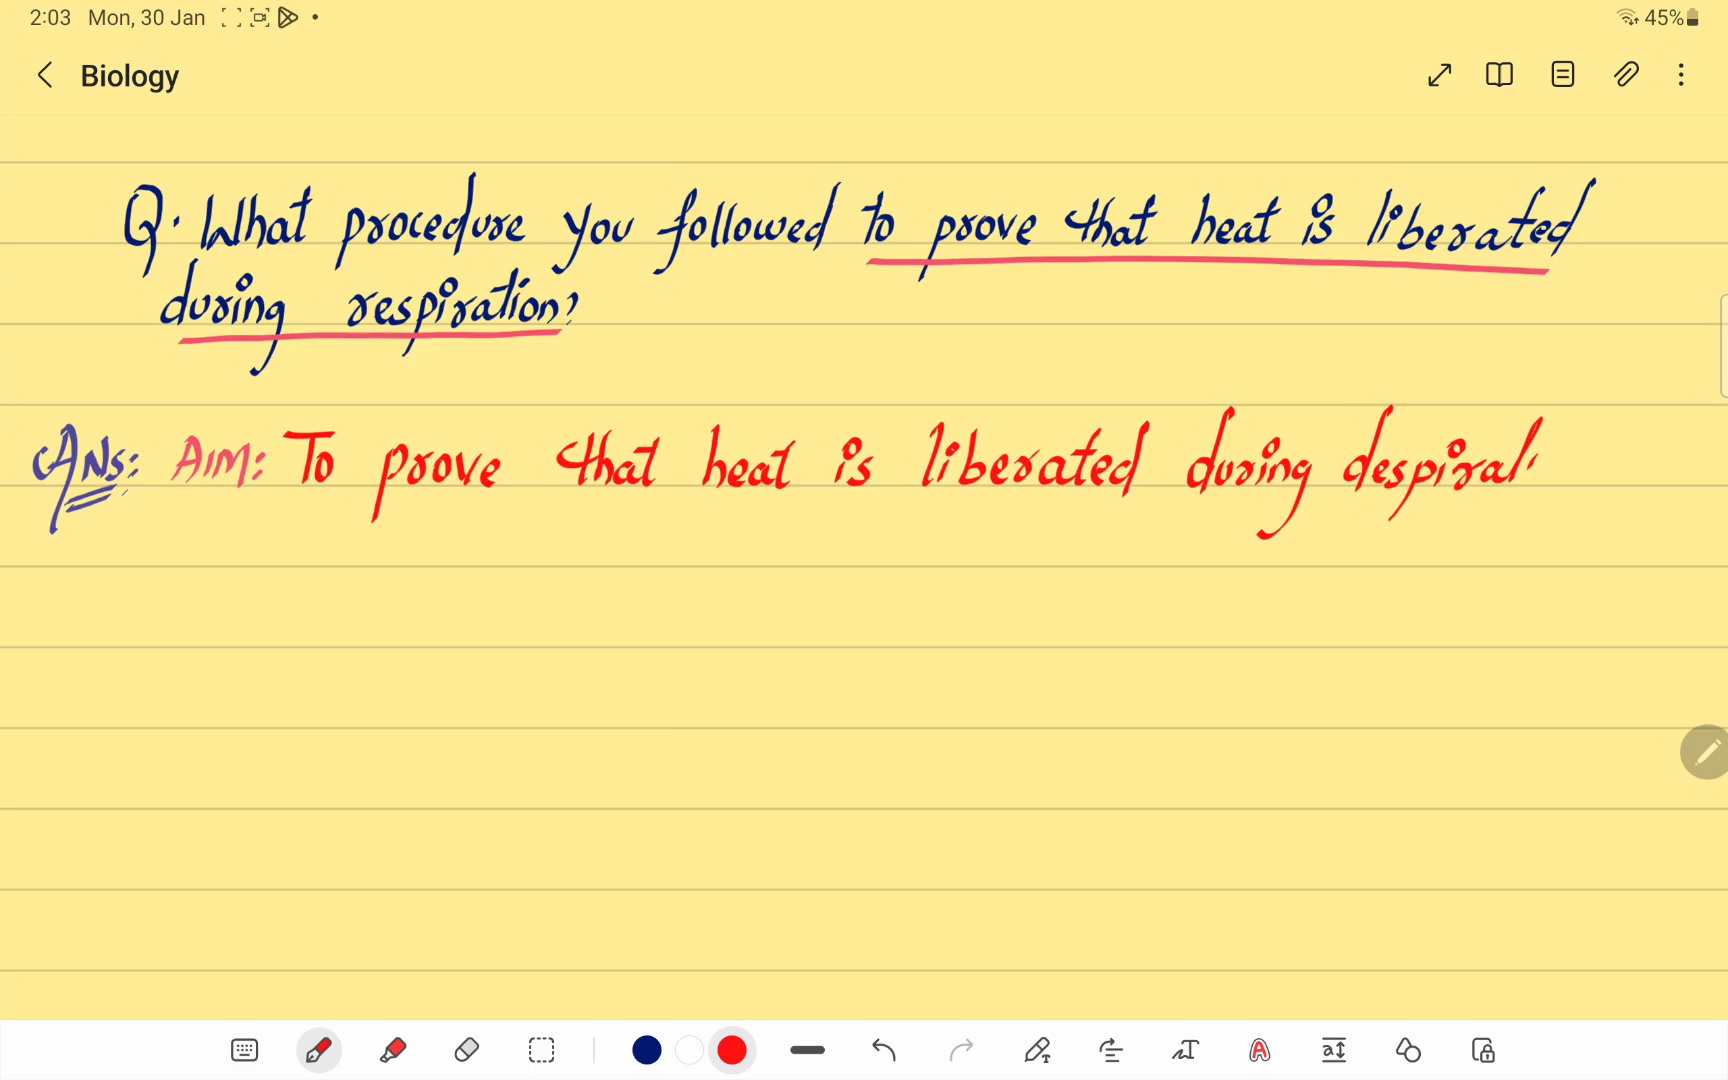 2:03 Mon, 30 Jan
45%
Biology
Q. What procedure you followed to prove that heat is liberated
during respiration?
Ans: Aim: To prove that heat is liberated during despiral.